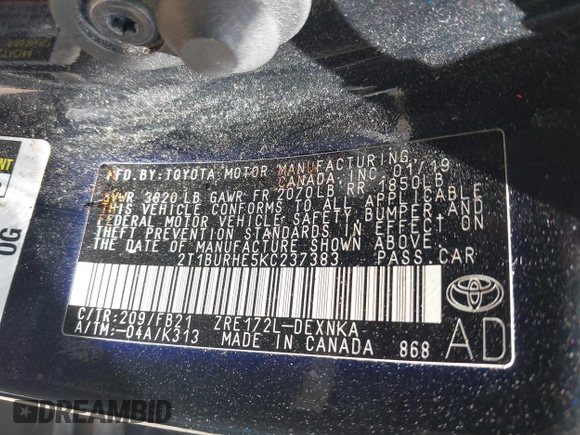 MFD. BY: TOYOTA MOTOR MANUFACTURING
CANADA, INC. 01/19
GVWR 3820 LB GAWR FR 2070LB RR 1850LB
THIS VEHICLE CONFORMS TO ALL APPLICABLE
FEDERAL MOTOR VEHICLE SAFETY, BUMPER, AND
THEFT PREVENTION STANDARDS IN EFFECT ON
THE DATE OF MANUFACTURE SHOWN ABOVE.
2T1BURHE5KC237383 PASS. CAR
C/TR: 209/FB21 ZRE172L-DEXNKA
A/TM: -04A/K313 MADE IN CANADA 868
AD
OG
DREAMBID